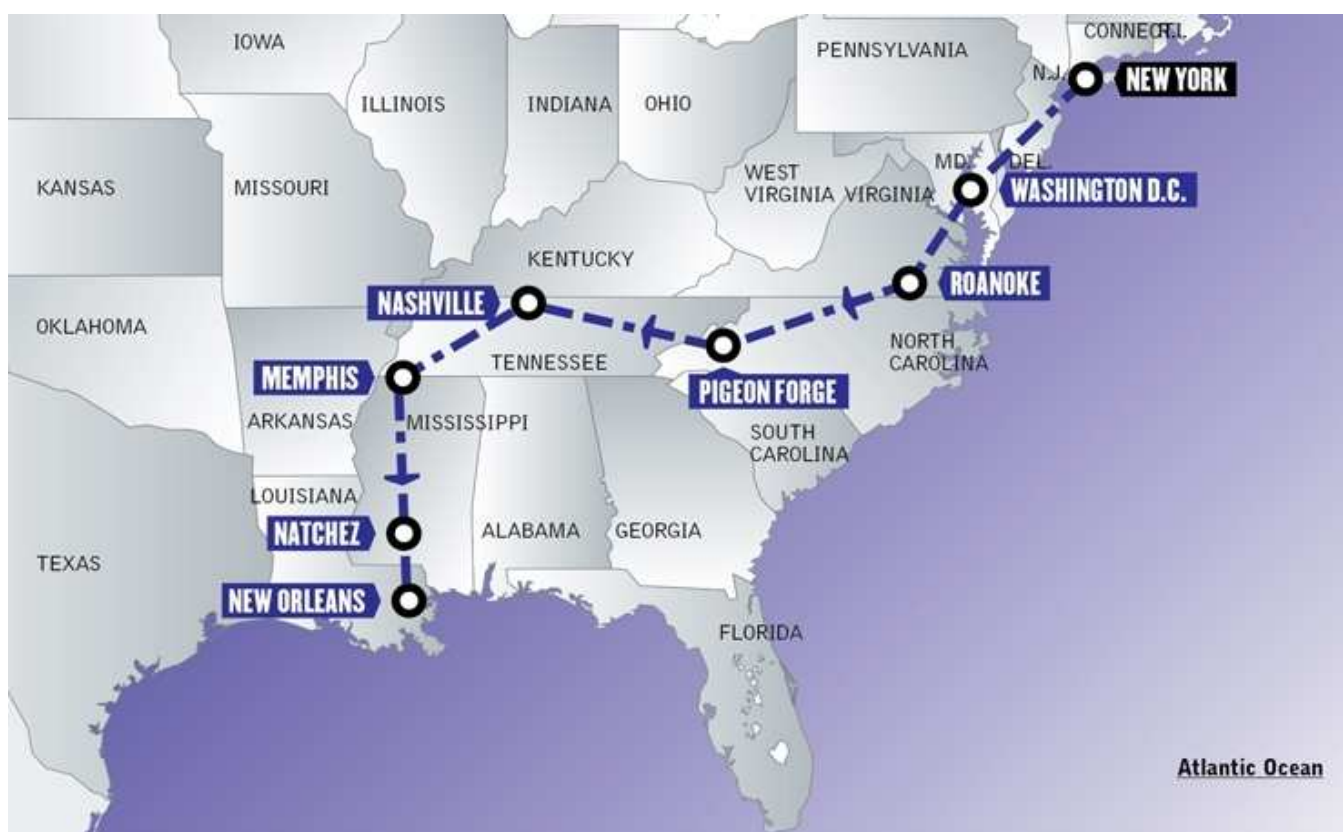 IOWA
PENNSYLVANIA
CONNECT.
R.I.
N.J.
NEW YORK
ILLINOIS
INDIANA
OHIO
KANSAS
MISSOURI
WEST
VIRGINIA
VIRGINIA
MD.
DEL.
WASHINGTON D.C.
KENTUCKY
NASHVILLE
ROANOKE
OKLAHOMA
TENNESSEE
NORTH
CAROLINA
MEMPHIS
PIGEON FORGE
ARKANSAS
MISSISSIPPI
SOUTH
CAROLINA
LOUISIANA
NATCHEZ
ALABAMA
GEORGIA
TEXAS
NEW ORLEANS
FLORIDA
Atlantic Ocean